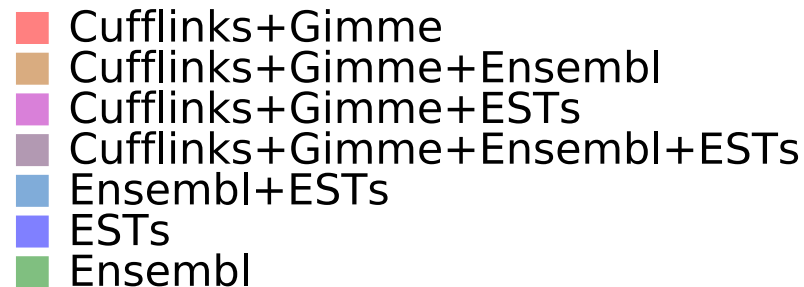 Cufflinks+Gimme
Cufflinks+Gimme+Ensembl
Cufflinks+Gimme+ESTs
Cufflinks+Gimme+Ensembl+ESTs
Ensembl+ESTs
ESTs
Ensembl